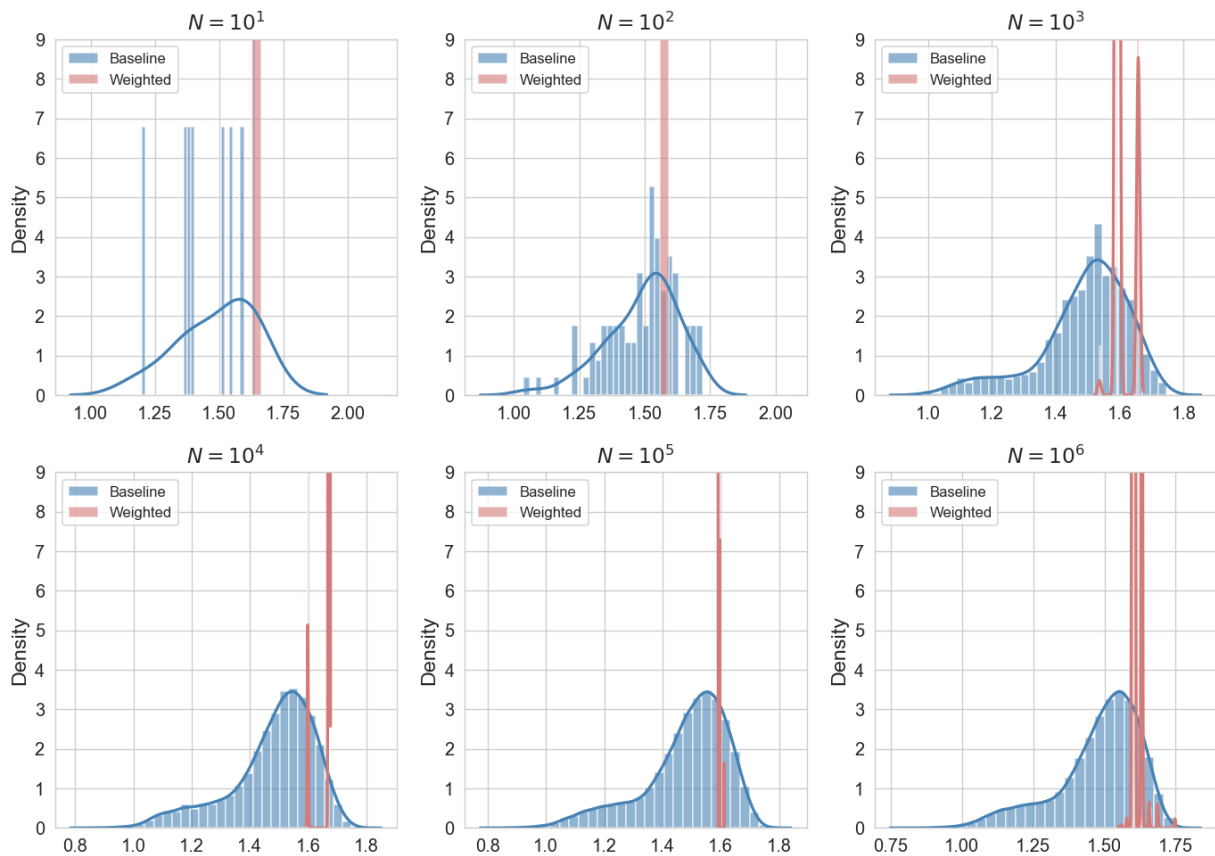 N = 10^1
Density
9
8
7
6
5
4
3
2
1
0
Baseline
Weighted
1.00 1.25 1.50 1.75 2.00
N = 10^2
9
8
7
6
5
4
3
2
1
0
Baseline
Weighted
1.00 1.25 1.50 1.75 2.00
N = 10^3
Density
9
8
7
6
5
4
3
2
1
0
Baseline
Weighted
1.0 1.2 1.4 1.6 1.8
N = 10^4
Density
9
8
7
6
5
4
3
2
1
0
Baseline
Weighted
0.8 1.0 1.2 1.4 1.6 1.8
N = 10^5
Density
9
8
7
6
5
4
3
2
1
0
Baseline
Weighted
0.8 1.0 1.2 1.4 1.6 1.8
N = 10^6
Density
9
8
7
6
5
4
3
2
1
0
Baseline
Weighted
0.75 1.00 1.25 1.50 1.75